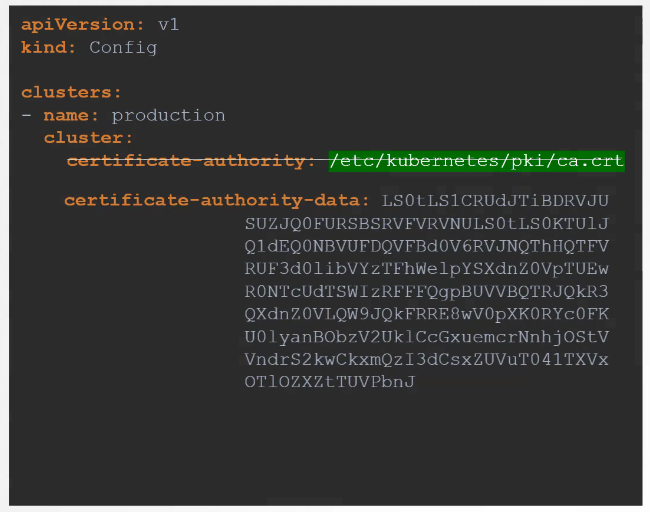 apiVersion: v1
kind: Config
clusters:
- name: production
cluster:
certificate-authority: /etc/kubernetes/pki/ca.crt
certificate-authority-data: LS0tLS1CRUdJTiBDRVJU
SUZJQ0FURSBSRVFVRVNULS0tLS0KTUlJ
Q1dEQ0NBVUFDQVFBd0V6RVJNQThHQTFV
RUF3d0libVYzTFhWelpYSXdnZ0VpTUEw
R0NTcUdTSWIzRFFFQgpBUVVBQTRJQkR3
QXdnZ0VLQW9JQkFRRE8wV0pXK0RYc0FK
U0lyanBObzV2UklCcGxuemcrNnhjOStV
VndrS2kwCkxmQzI3dCsxZUVuT041TXVx
OTlOZXZtTUVPbnJ